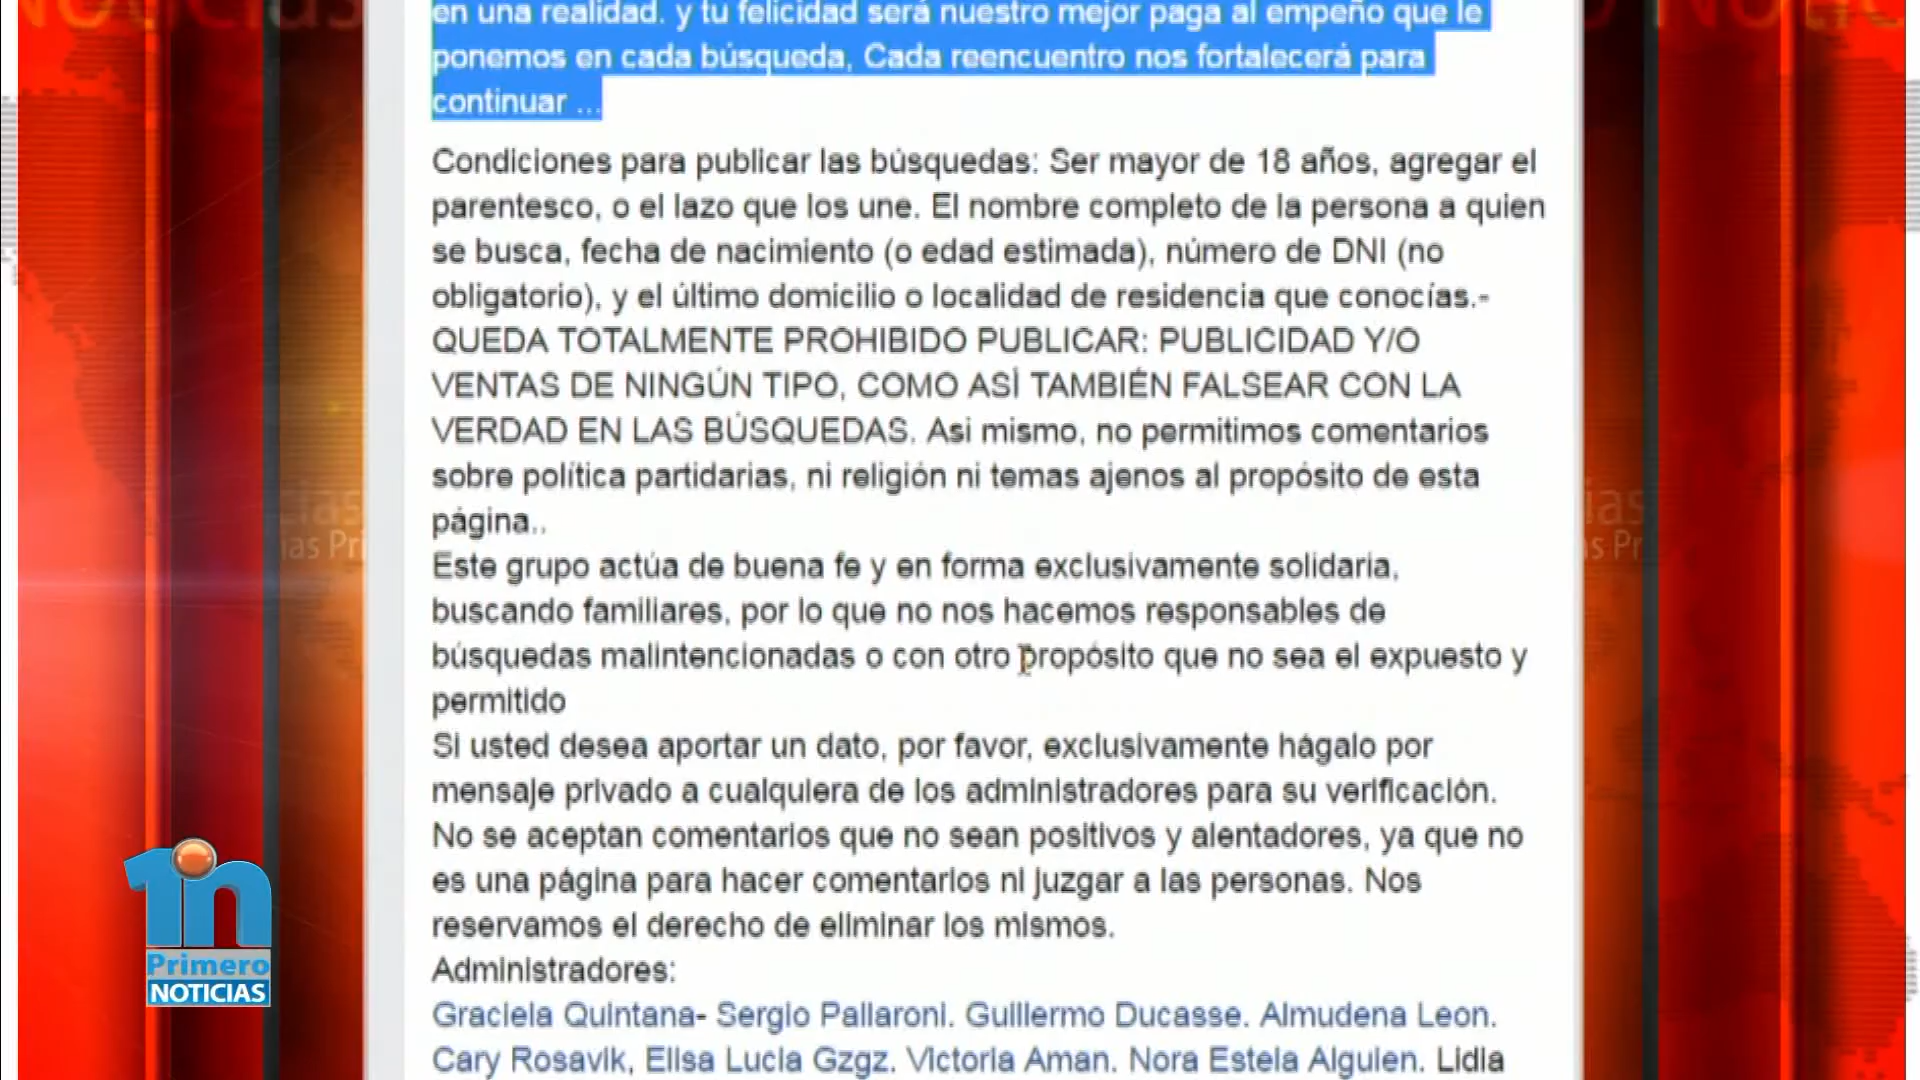 en una realidad. y tu felicidad será nuestro mejor paga al empeño que le
ponemos en cada búsqueda, Cada reencuentro nos fortalecerá para
continuar ...
Condiciones para publicar las búsquedas: Ser mayor de 18 años, agregar el
parentesco, o el lazo que los une. El nombre completo de la persona a quien
se busca, fecha de nacimiento (o edad estimada), número de DNI (no
obligatorio), y el último domicilio o localidad de residencia que conocías.-
QUEDA TOTALMENTE PROHIBIDO PUBLICAR: PUBLICIDAD Y/O
VENTAS DE NINGÚN TIPO, COMO ASÍ TAMBIÉN FALSEAR CON LA
VERDAD EN LAS BÚSQUEDAS. Asi mismo, no permitimos comentarios
sobre política partidarias, ni religión ni temas ajenos al propósito de esta
página..
Este grupo actúa de buena fe y en forma exclusivamente solidaria,
buscando familiares, por lo que no nos hacemos responsables de
búsquedas malintencionadas o con otro propósito que no sea el expuesto y
permitido
Si usted desea aportar un dato, por favor, exclusivamente hágalo por
mensaje privado a cualquiera de los administradores para su verificación.
No se aceptan comentarios que no sean positivos y alentadores, ya que no
es una página para hacer comentarios ni juzgar a las personas. Nos
reservamos el derecho de eliminar los mismos.
Administradores:
Graciela Quintana- Sergio Pallaroni. Guillermo Ducasse. Almudena Leon.
Cary Rosavik, Elisa Lucia Gzgz. Victoria Aman. Nora Estela Alguien. Lidia
1n
Primero
NOTICIAS